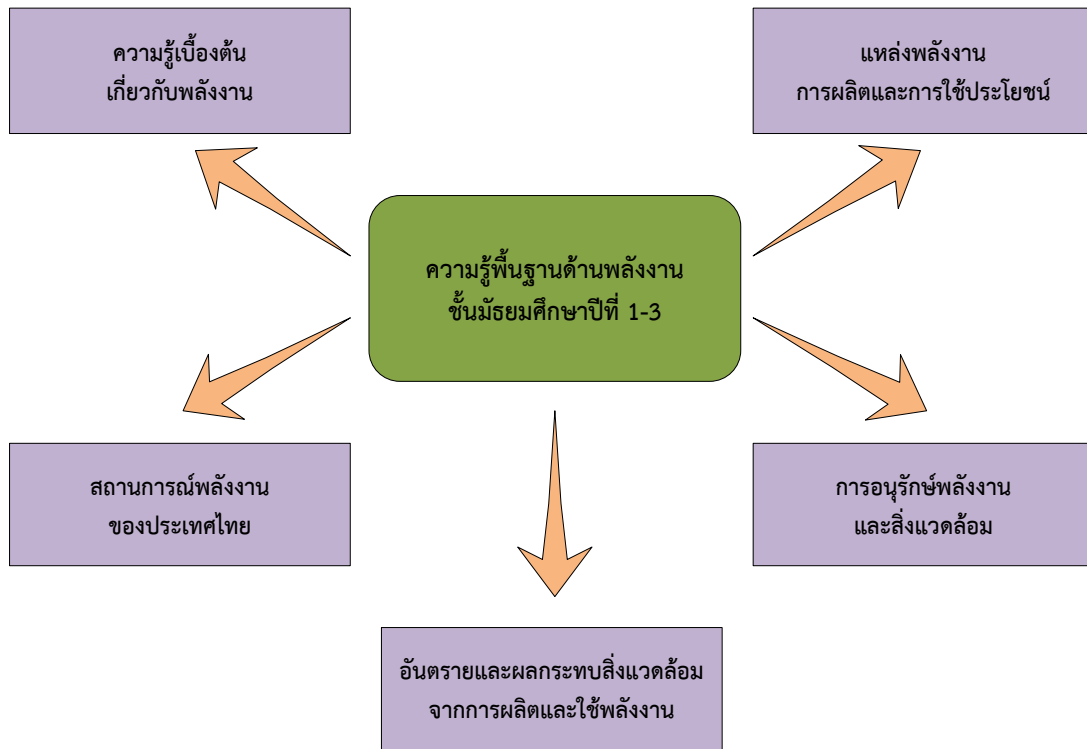 ความรู้เบื้องต้น
เกี่ยวกับพลังงาน
แหล่งพลังงาน
การผลิตและการใช้ประโยชน์
ความรู้พื้นฐานด้านพลังงาน
ชั้นมัธยมศึกษาปีที่ 1-3
สถานการณ์พลังงาน
ของประเทศไทย
การอนุรักษ์พลังงาน
และสิ่งแวดล้อม
อันตรายและผลกระทบสิ่งแวดล้อม
จากการผลิตและใช้พลังงาน